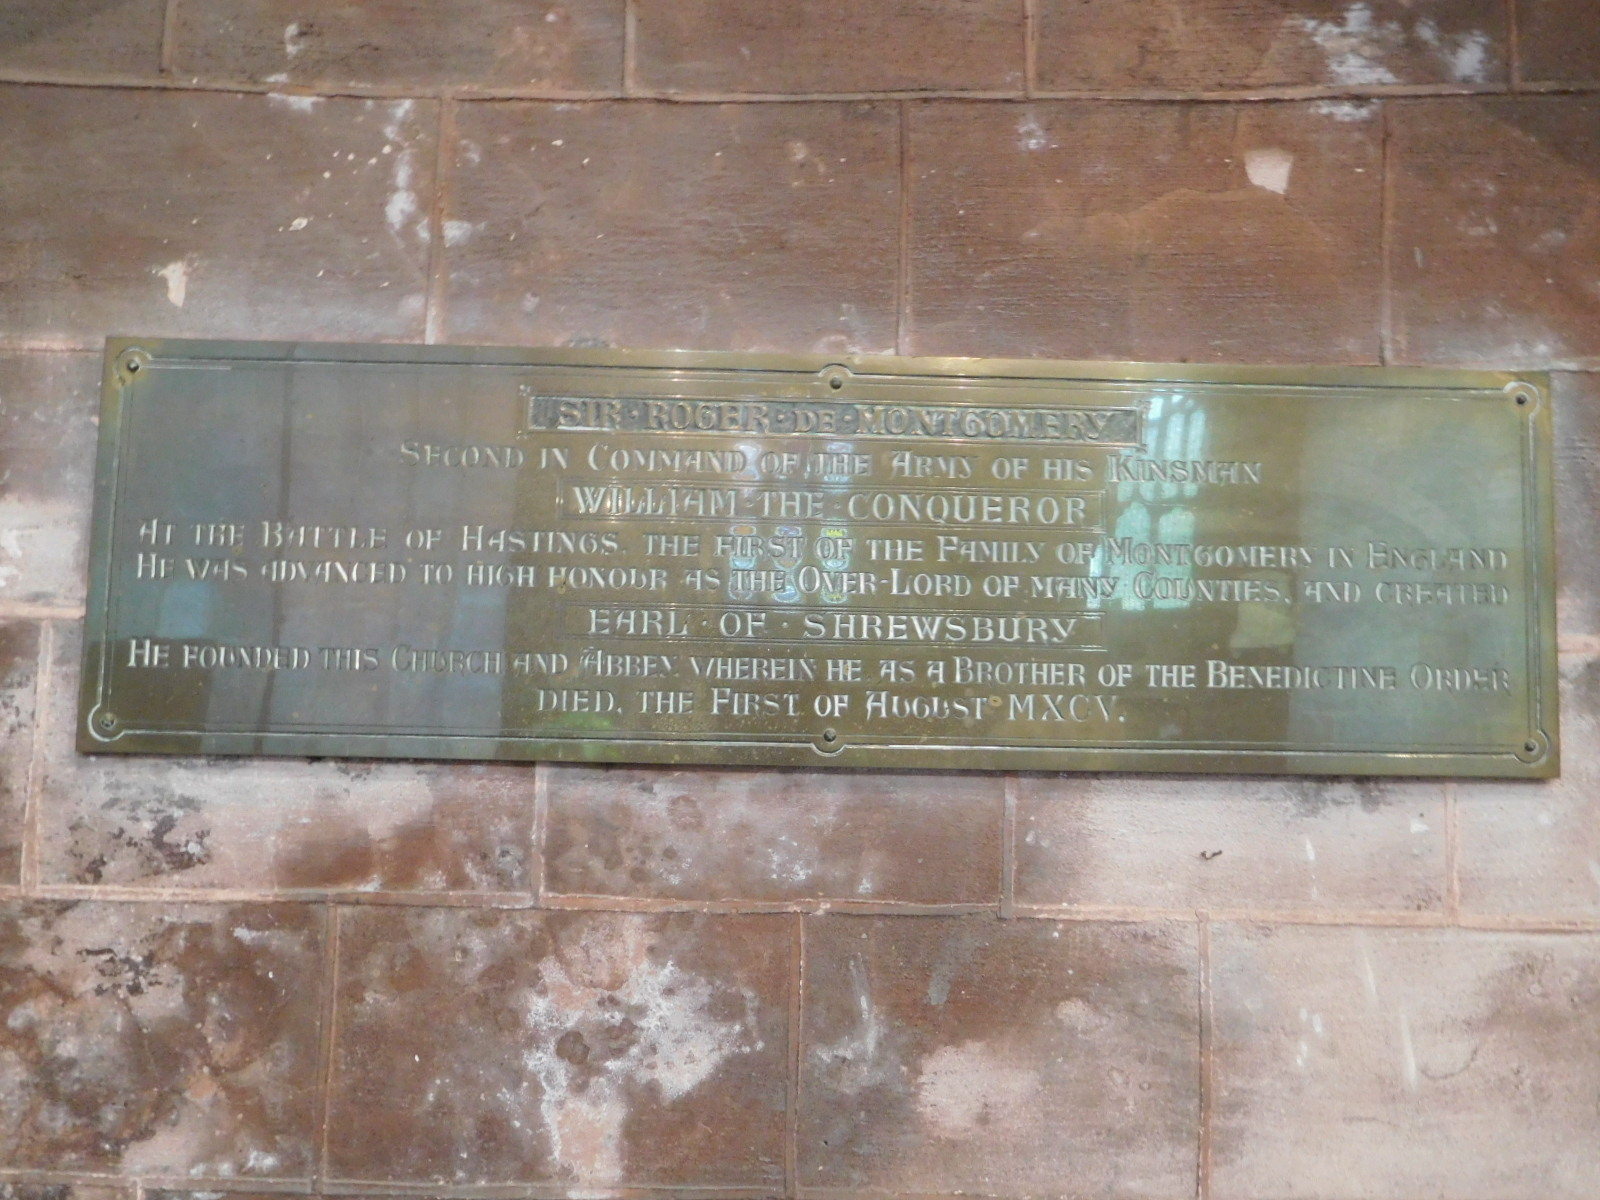 SIR · ROGER · DE · MONTGOMERY
SECOND IN COMMAND OF THE ARMY OF HIS KINSMAN
WILLIAM · THE · CONQUEROR
AT THE BATTLE OF HASTINGS. THE FIRST OF THE FAMILY OF MONTGOMERY IN ENGLAND
HE WAS ADVANCED TO HIGH HONOUR AS THE OVER-LORD OF MANY COUNTIES, AND CREATED
EARL · OF · SHREWSBURY
HE FOUNDED THIS CHURCH AND ABBEY. WHEREIN HE. AS A BROTHER OF THE BENEDICTINE ORDER
DIED. THE FIRST OF AUGUST MXCV.